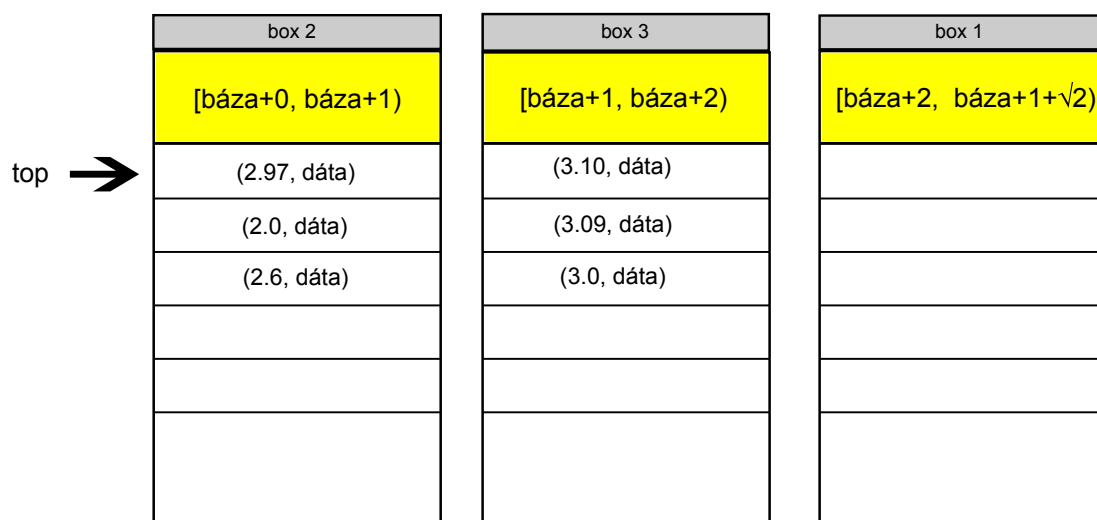 box 2
box 3
box 1
[báza+0, báza+1)
[báza+1, báza+2)
[báza+2, báza+1+√2)
top
(2.97, dáta)
(3.10, dáta)
(2.0, dáta)
(3.09, dáta)
(2.6, dáta)
(3.0, dáta)